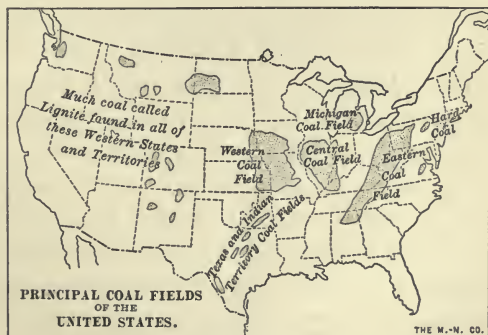 Much coal called
Lignite found in all of
these Western States
and Territories
Michigan
Coal Field
Hard
Coal
Western
Coal
Field
Central
Coal Field
Eastern
Coal
Field
Texas and Indian
Territory Coal Fields
PRINCIPAL COAL FIELDS
OF THE
UNITED STATES.
THE M.-N. CO.